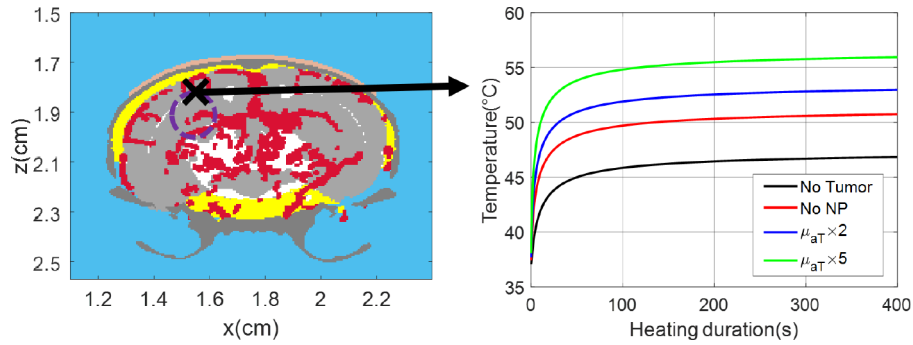 1.5
1.7
1.9
2.1
2.3
2.5
z(cm)
1.2
1.4
1.6
1.8
2
2.2
x(cm)
60
55
50
45
40
35
Temperature(°C)
No Tumor
No NP
μaT×2
μaT×5
0
100
200
300
400
Heating duration(s)